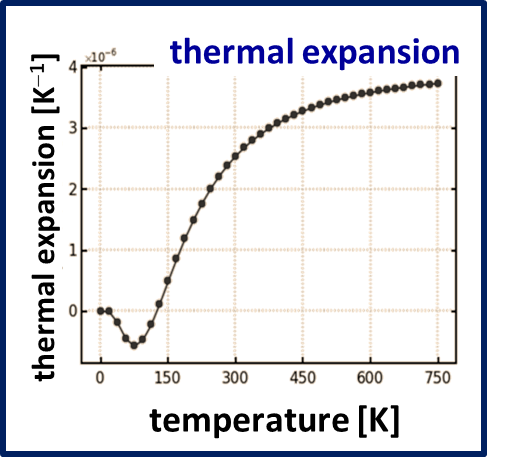 thermal expansion
×10⁻⁶
thermal expansion [K⁻¹]
4
3
2
1
0
0 150 300 450 600 750
temperature [K]